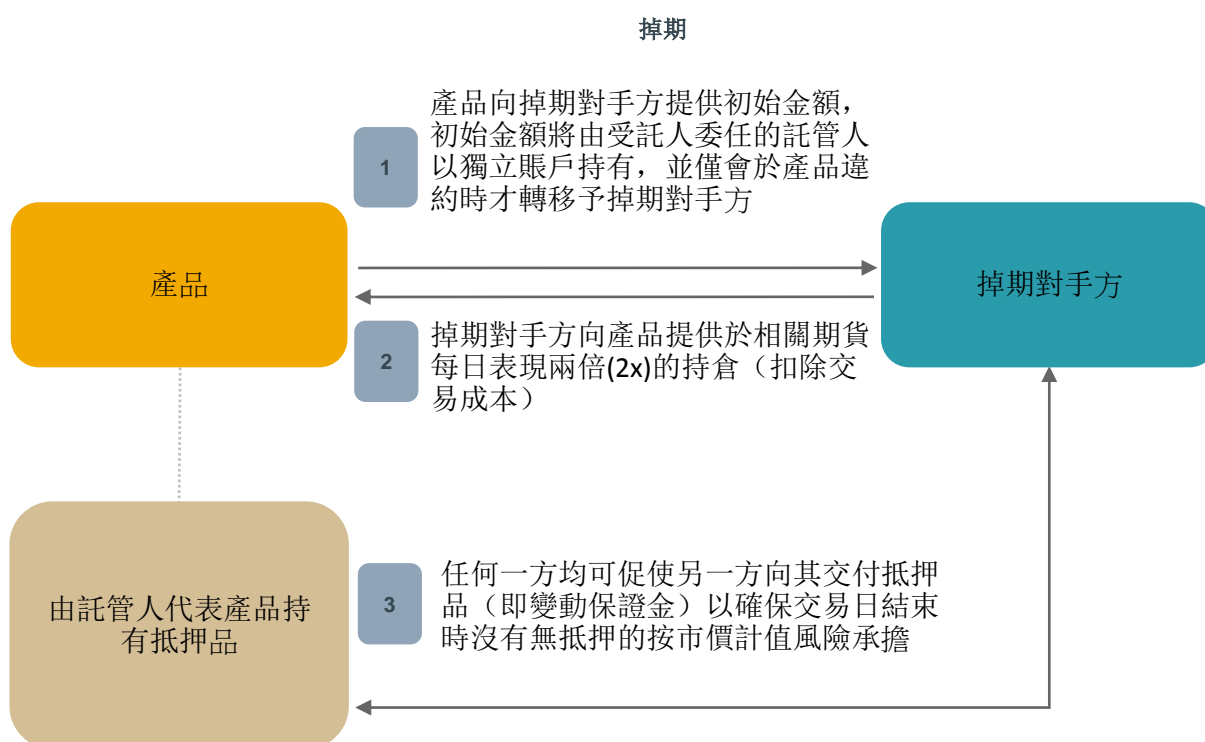 掉期
產品向掉期對手方提供初始金額，
初始金額將由受託人委任的託管人
以獨立賬戶持有，並僅會於產品違
約時才轉移予掉期對手方
1
產品
掉期對手方
掉期對手方向產品提供於相關期貨
每日表現兩倍(2x)的持倉（扣除交
易成本）
2
任何一方均可促使另一方向其交付抵押
品（即變動保證金）以確保交易日結束
時沒有無抵押的按市價計值風險承擔
3
由託管人代表產品持
有抵押品